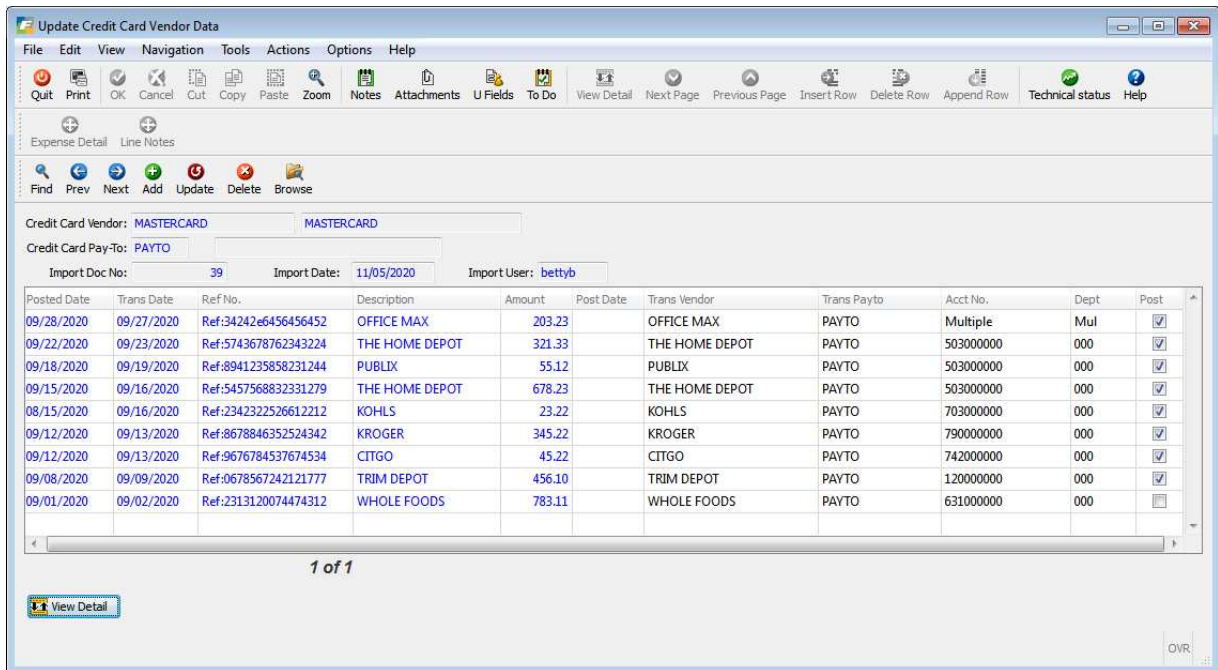 Update Credit Card Vendor Data
File Edit View Navigation Tools Actions Options Help
Quit Print OK Cancel Cut Copy Paste Zoom Notes Attachments U Fields To Do View Detail Next Page Previous Page Insert Row Delete Row Append Row Technical status Help
Expense Detail Line Notes
Find Prev Next Add Update Delete Browse
Credit Card Vendor: MASTERCARD MASTERCARD
Credit Card Pay-To: PAYTO
Import Doc No: 39 Import Date: 11/05/2020 Import User: bettyb
Posted Date Trans Date Ref No. Description Amount Post Date Trans Vendor Trans Payto Acct No. Dept Post
09/28/2020 09/27/2020 Ref:34242e6456456452 OFFICE MAX 203.23 OFFICE MAX PAYTO Multiple Mul
09/22/2020 09/23/2020 Ref:5743678762343224 THE HOME DEPOT 321.33 THE HOME DEPOT PAYTO 503000000 000
09/18/2020 09/19/2020 Ref:8941235858231244 PUBLIX 55.12 PUBLIX PAYTO 503000000 000
09/15/2020 09/16/2020 Ref:5457568832331279 THE HOME DEPOT 678.23 THE HOME DEPOT PAYTO 503000000 000
08/15/2020 09/16/2020 Ref:2342322526612212 KOHLS 23.22 KOHLS PAYTO 703000000 000
09/12/2020 09/13/2020 Ref:8678846352524342 KROGER 345.22 KROGER PAYTO 790000000 000
09/12/2020 09/13/2020 Ref:9676784537674534 CITGO 45.22 CITGO PAYTO 742000000 000
09/08/2020 09/09/2020 Ref:0678567242121777 TRIM DEPOT 456.10 TRIM DEPOT PAYTO 120000000 000
09/01/2020 09/02/2020 Ref:2313120074474312 WHOLE FOODS 783.11 WHOLE FOODS PAYTO 631000000 000
1 of 1
View Detail
OVR